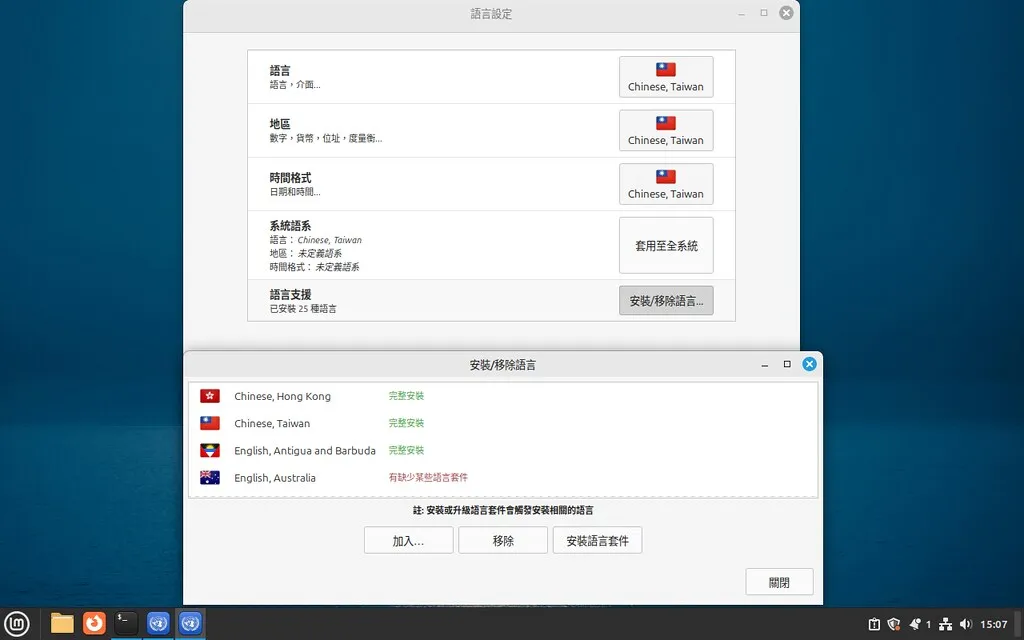 語言設定
語言
語言，介面...
Chinese, Taiwan
地區
數字，貨幣，位址，度量衡...
Chinese, Taiwan
時間格式
日期和時間...
Chinese, Taiwan
系統語系
語言： Chinese, Taiwan
地區： 未定義語系
時間格式： 未定義語系
套用至全系統
語言支援
已安裝 25 種語言
安裝/移除語言...
安裝/移除語言
Chinese, Hong Kong 完整安裝
Chinese, Taiwan 完整安裝
English, Antigua and Barbuda 完整安裝
English, Australia 有缺少某些語言套件
註: 安裝或升級語言套件會觸發安裝相關的語言
加入... 移除 安裝語言套件
關閉
1 15:07